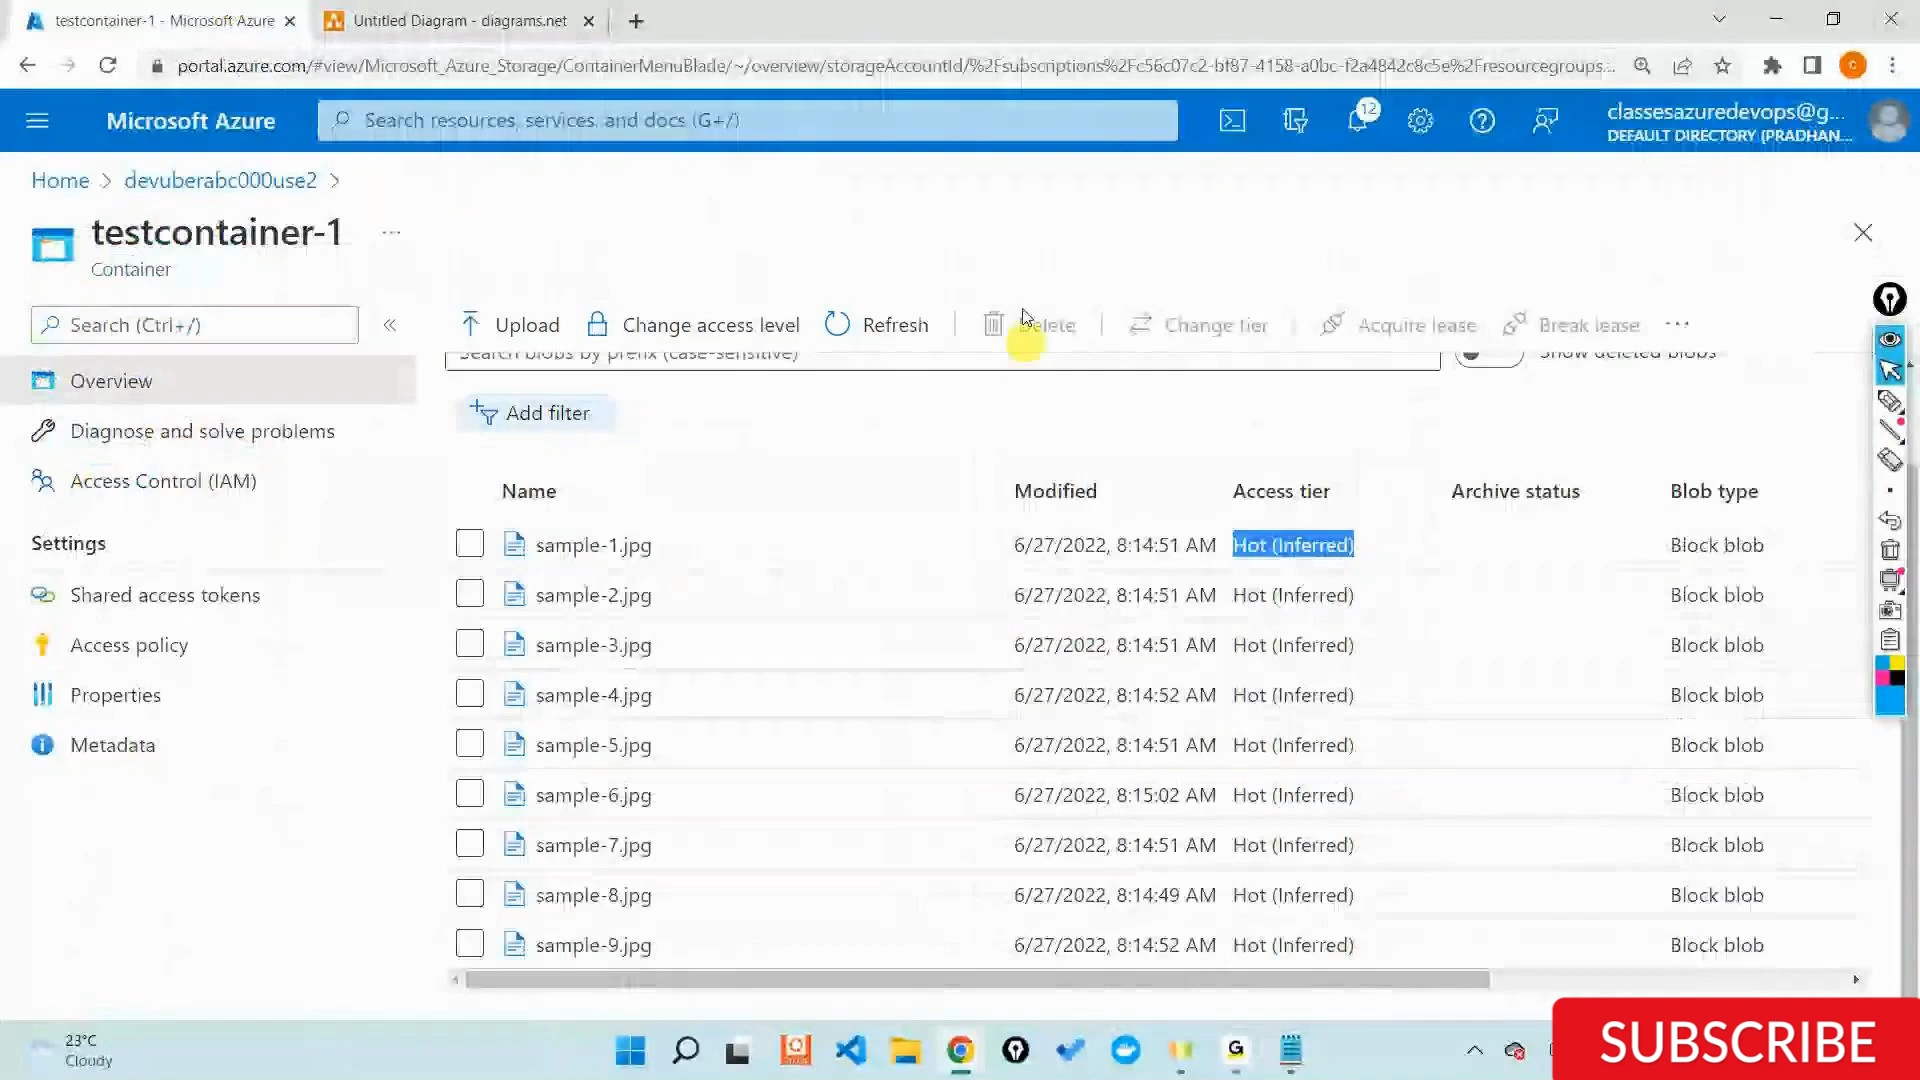 testcontainer-1 - Microsoft Azure
Untitled Diagram - diagrams.net
portal.azure.com/#view/Microsoft_Azure_Storage/ContainerMenuBlade/~/overview/storageAccountId/%2Fsubscriptions%2Fc56c07c2-bf87-4158-a0bc-f2a4842c8c5e%2Fresourcegroups...
C
Microsoft Azure
Search resources, services, and docs (G+/)
12
classesazuredevops@g...
DEFAULT DIRECTORY (PRADHAN...
Home > devuberabc000use2 >
testcontainer-1 ...
Container
Search (Ctrl+/)
Upload
Change access level
Refresh
Delete
Change tier
Acquire lease
Break lease
Search blobs by prefix (case-sensitive)
Show deleted blobs
Add filter
Overview
Diagnose and solve problems
Access Control (IAM)
Settings
Shared access tokens
Access policy
Properties
Metadata
Name Modified Access tier Archive status Blob type
sample-1.jpg 6/27/2022, 8:14:51 AM Hot (Inferred) Block blob
sample-2.jpg 6/27/2022, 8:14:51 AM Hot (Inferred) Block blob
sample-3.jpg 6/27/2022, 8:14:51 AM Hot (Inferred) Block blob
sample-4.jpg 6/27/2022, 8:14:52 AM Hot (Inferred) Block blob
sample-5.jpg 6/27/2022, 8:14:51 AM Hot (Inferred) Block blob
sample-6.jpg 6/27/2022, 8:15:02 AM Hot (Inferred) Block blob
sample-7.jpg 6/27/2022, 8:14:51 AM Hot (Inferred) Block blob
sample-8.jpg 6/27/2022, 8:14:49 AM Hot (Inferred) Block blob
sample-9.jpg 6/27/2022, 8:14:52 AM Hot (Inferred) Block blob
23°C
Cloudy
SUBSCRIBE